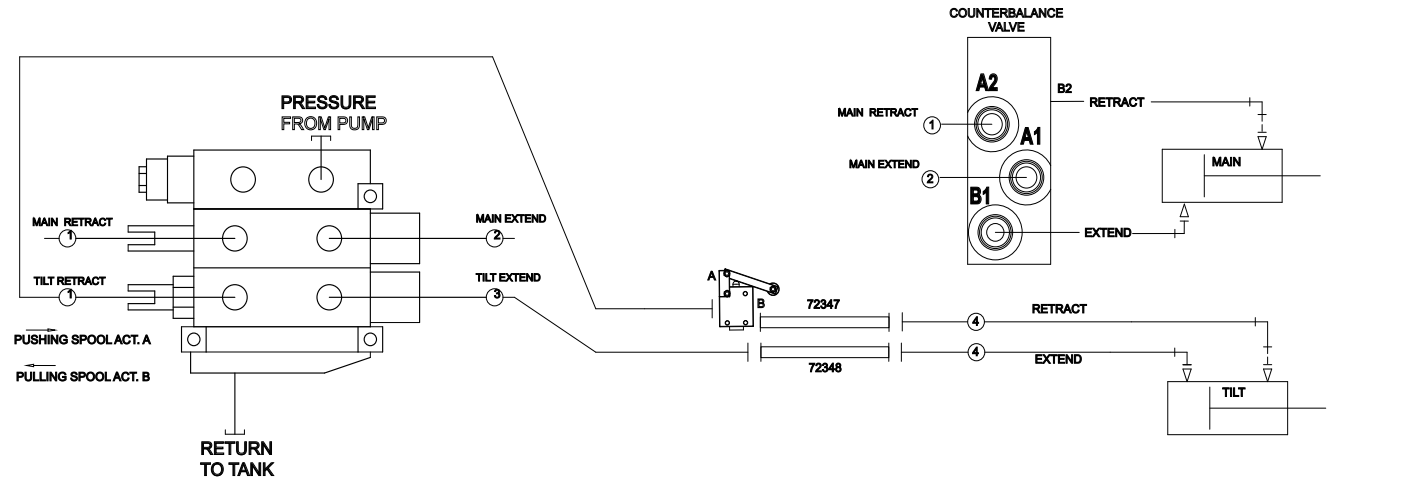 COUNTERBALANCE
VALVE
PRESSURE
FROM PUMP
A2
B2
RETRACT
MAIN RETRACT
1
A1
MAIN EXTEND
2
MAIN
B1
EXTEND
MAIN RETRACT
1
MAIN EXTEND
2
TILT RETRACT
1
TILT EXTEND
3
A
B
72347
4
RETRACT
PUSHING SPOOL ACT. A
72348
4
EXTEND
PULLING SPOOL ACT. B
TILT
RETURN
TO TANK